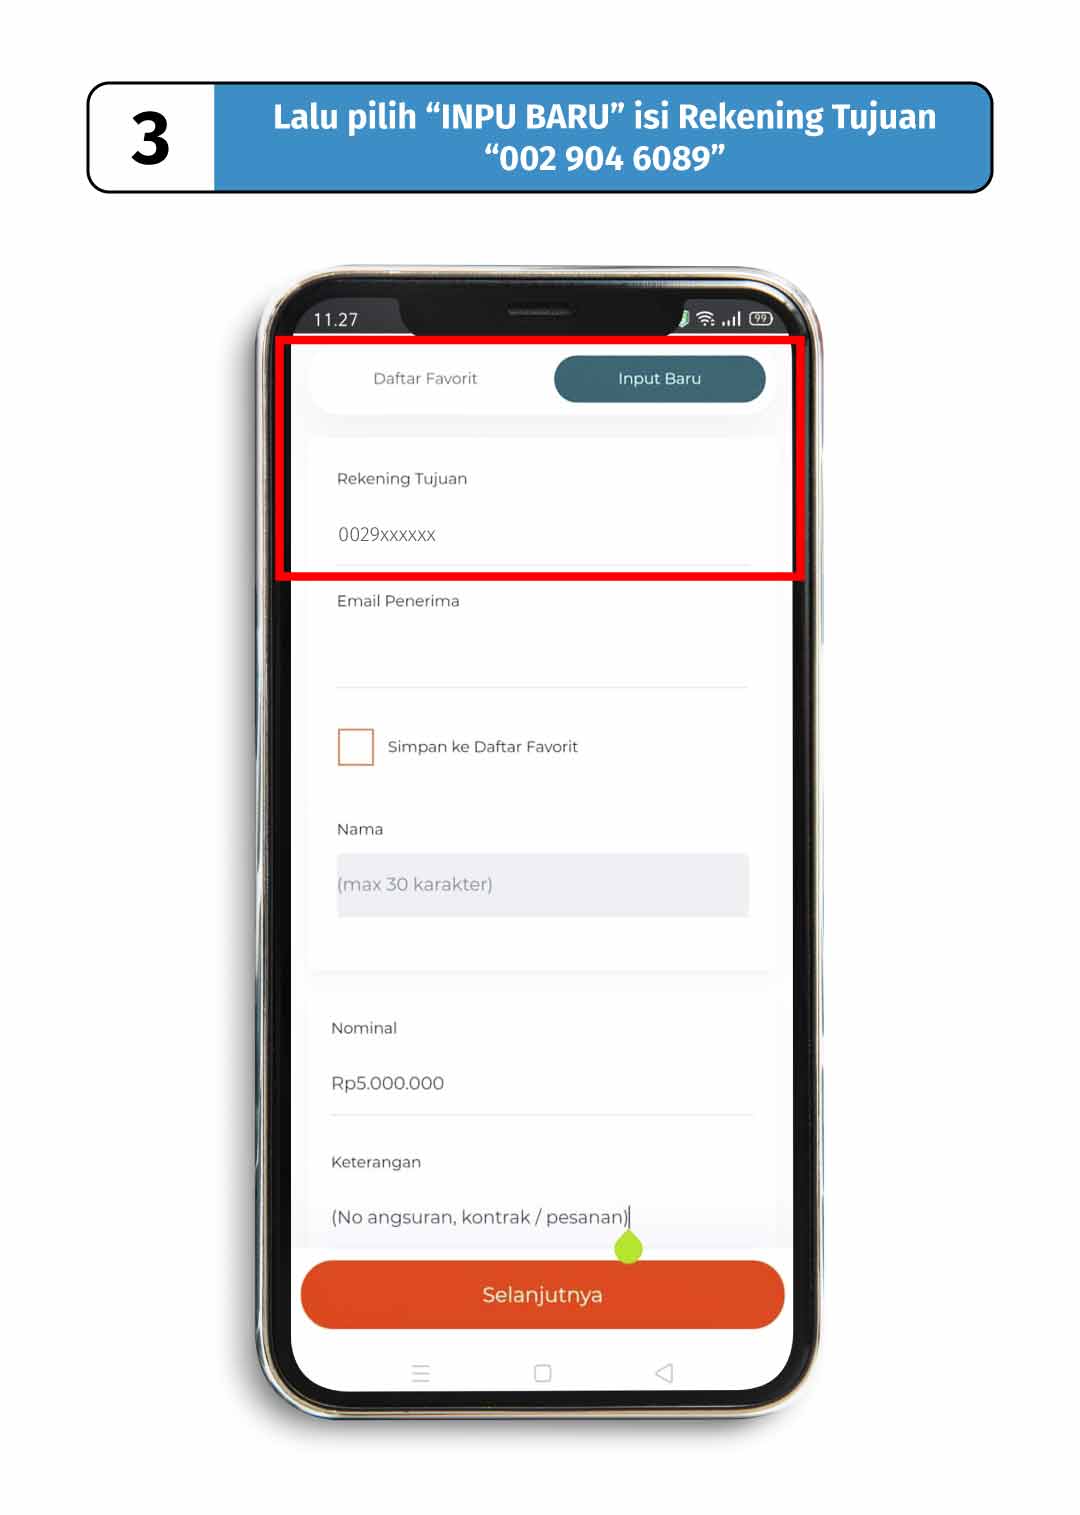 3
Lalu pilih “INPU BARU” isi Rekening Tujuan
“002 904 6089”
11.27
99
Daftar Favorit
Input Baru
Rekening Tujuan
0029xxxxxx
Email Penerima
Simpan ke Daftar Favorit
Nama
(max 30 karakter)
Nominal
Rp5.000.000
Keterangan
(No angsuran, kontrak / pesanan)
Selanjutnya